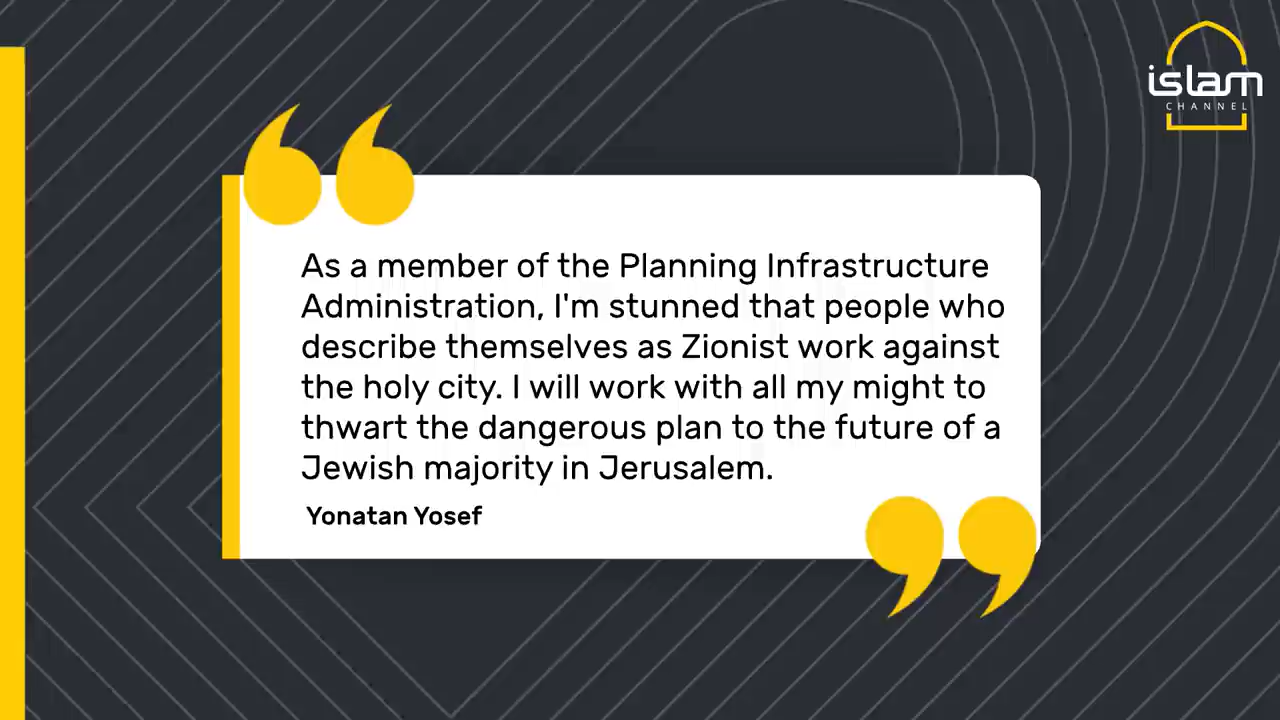 islam
CHANNEL
As a member of the Planning Infrastructure
Administration, I'm stunned that people who
describe themselves as Zionist work against
the holy city. I will work with all my might to
thwart the dangerous plan to the future of a
Jewish majority in Jerusalem.
Yonatan Yosef